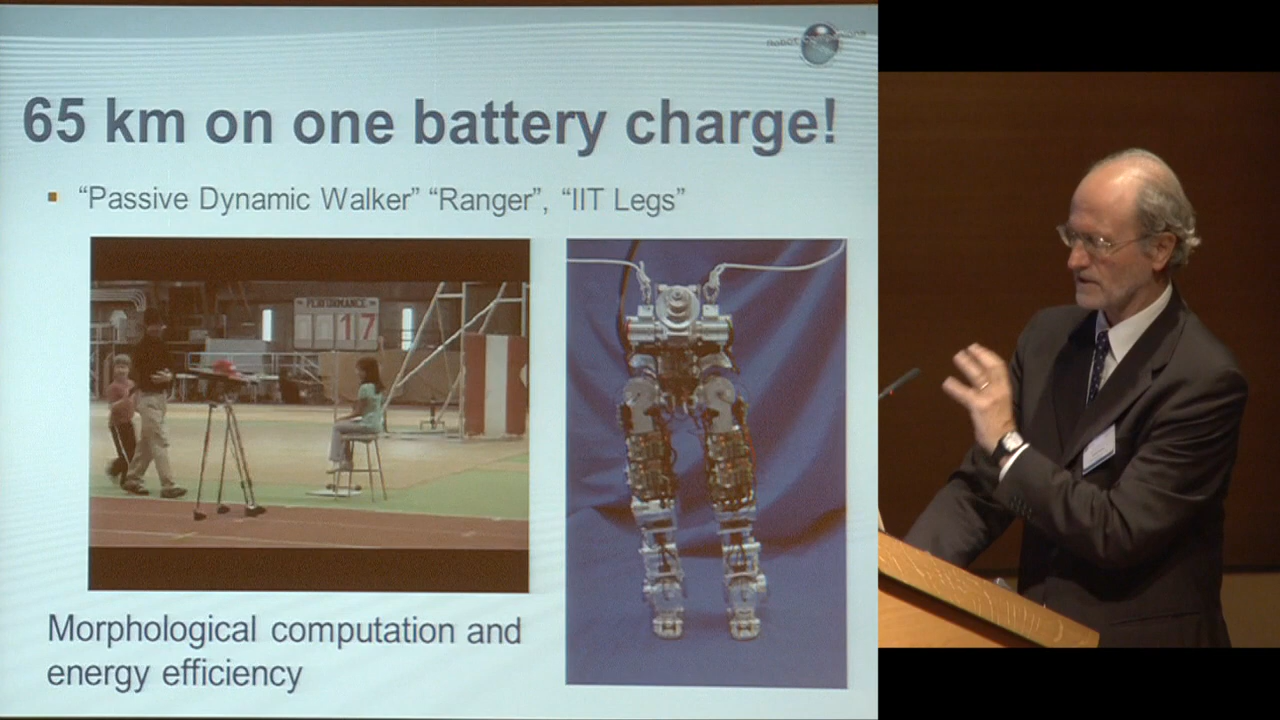 65 km on one battery charge!
“Passive Dynamic Walker” “Ranger”, “IIT Legs”
PERFORMANCE
17
Morphological computation and
energy efficiency